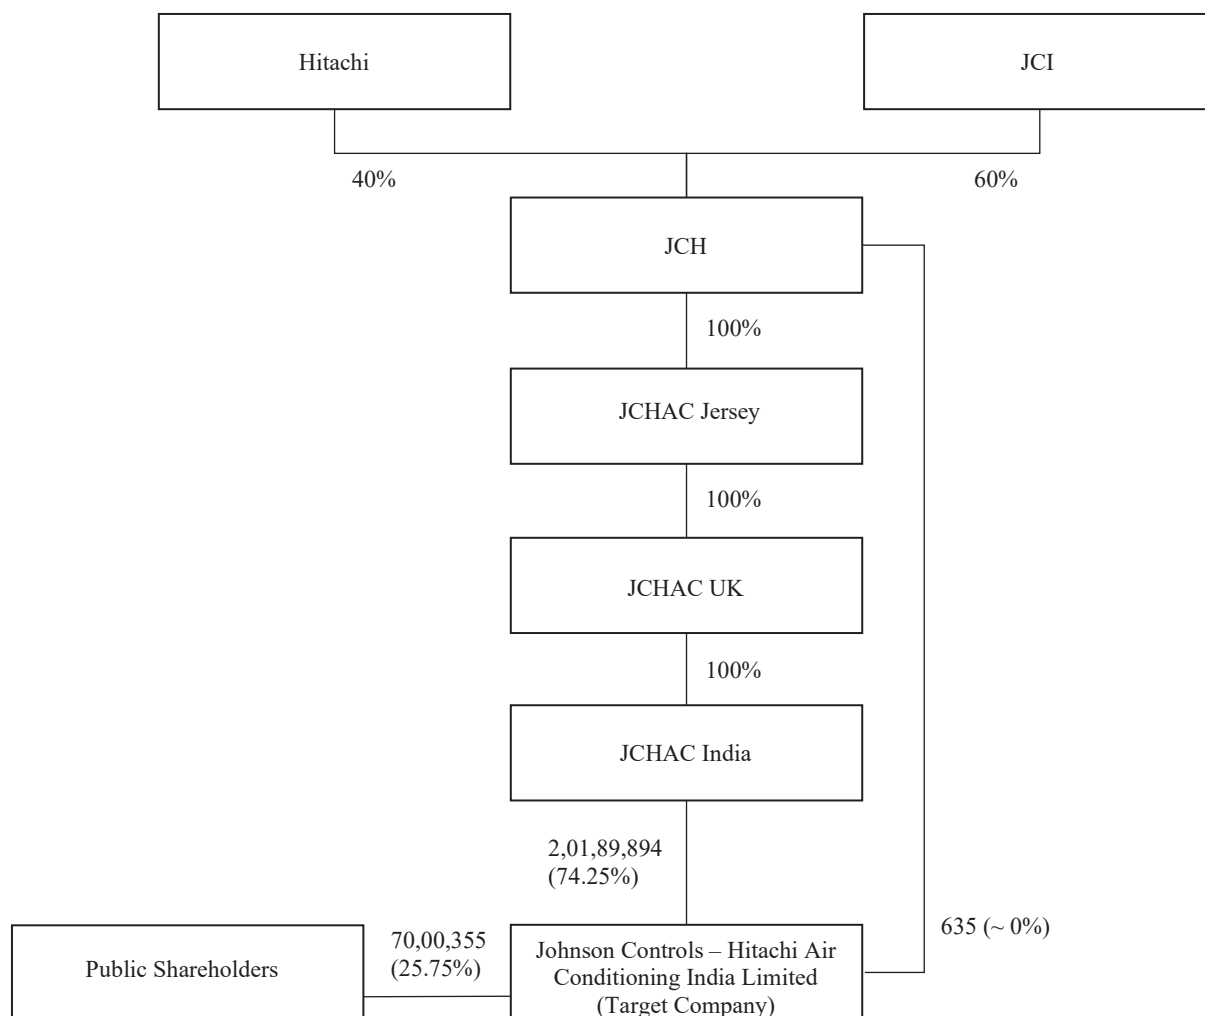 Hitachi
JCI
40%
60%
JCH
100%
JCHAC Jersey
100%
JCHAC UK
100%
JCHAC India
2,01,89,894
(74.25%)
635 (~ 0%)
70,00,355
(25.75%)
Public Shareholders
Johnson Controls – Hitachi Air
Conditioning India Limited
(Target Company)